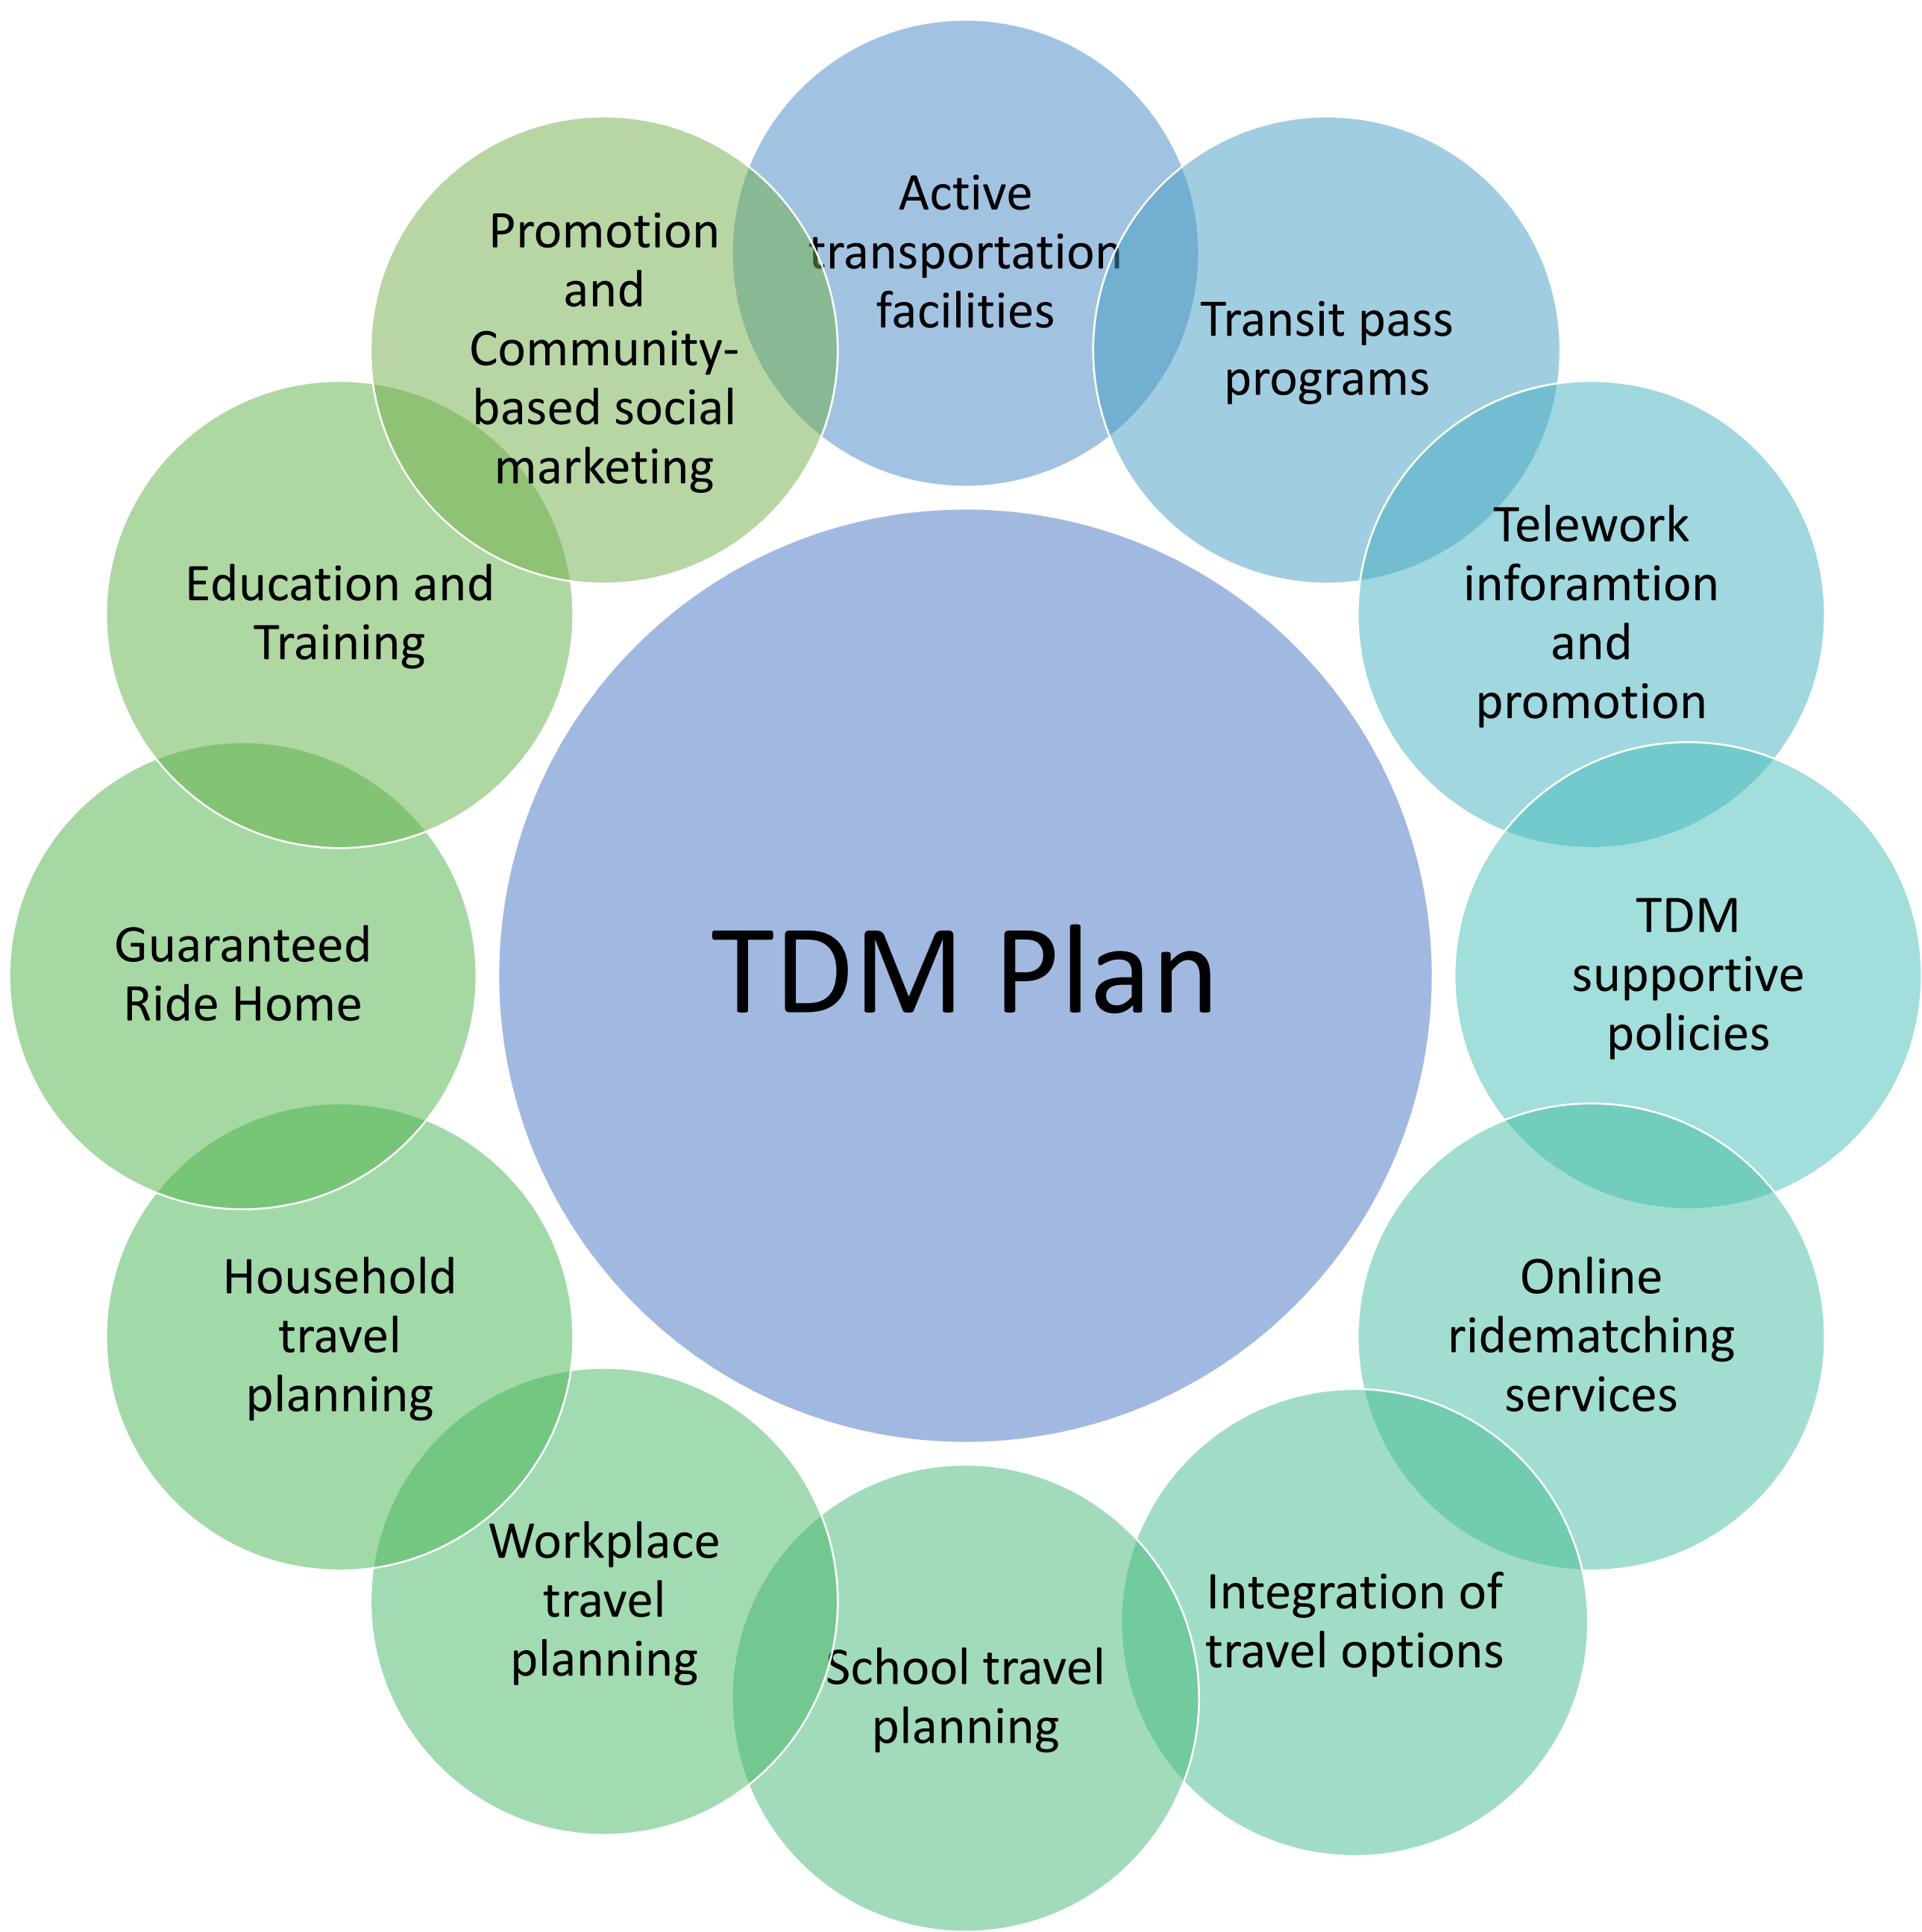 Active
transportation
facilities
Transit pass
programs
Telework
inforamtion
and
promotion
TDM
supportive
policies
Online
ridematching
services
Integration of
travel options
School travel
planning
Workplace
travel
planning
Household
travel
planning
Guaranteed
Ride Home
Education and
Training
Promotion
and
Community-
based social
marketing
TDM Plan